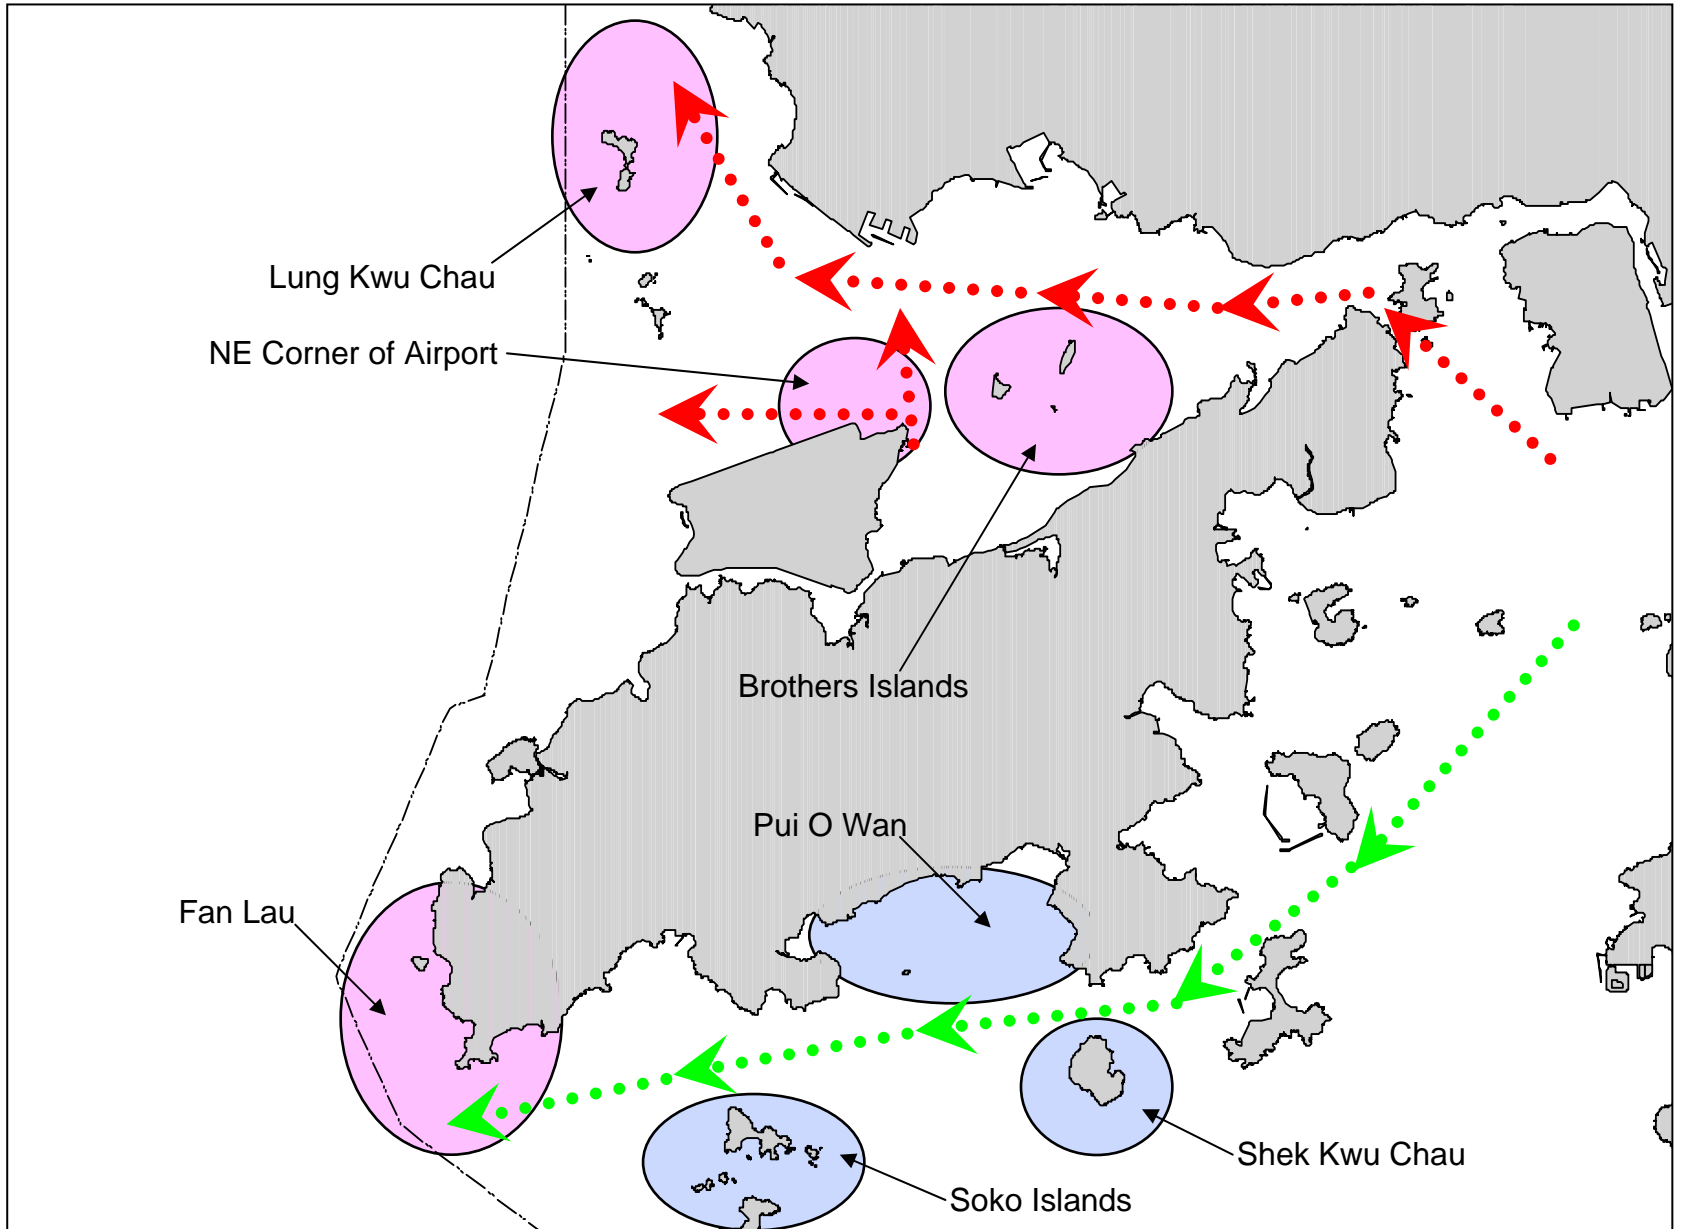 Lung Kwu Chau
NE Corner of Airport
Brothers Islands
Pui O Wan
Fan Lau
Shek Kwu Chau
Soko Islands